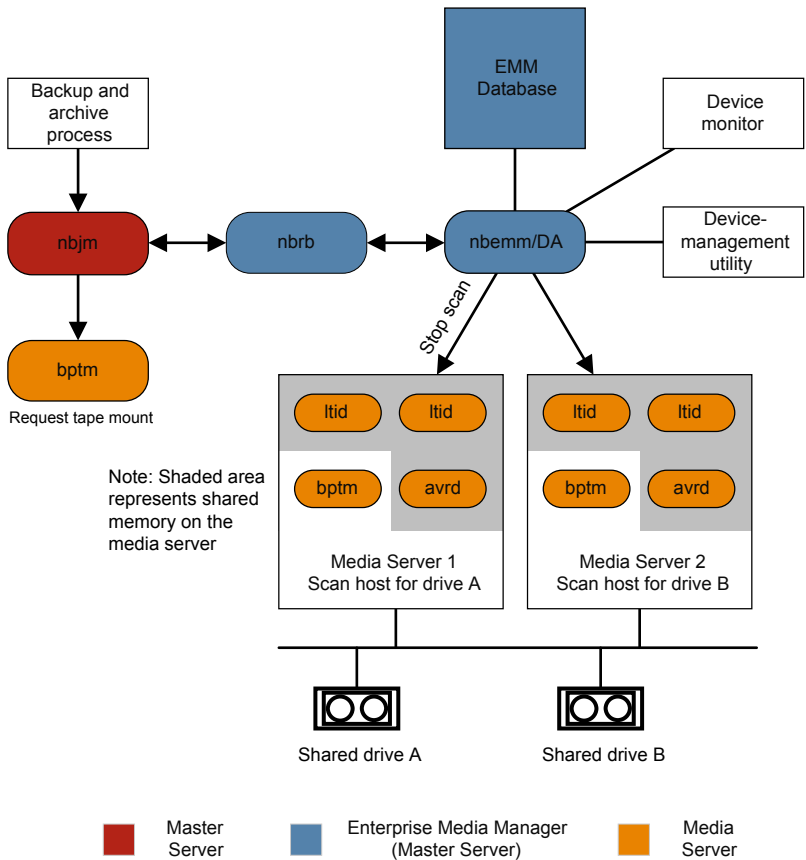 EMM
Database
Backup and
archive
process
Device
monitor
nbjm
nbrb
nbemm/DA
Device-
management
utility
Stop scan
bptm
Request tape mount
ltid
ltid
ltid
ltid
Note: Shaded area
represents shared
memory on the
media server
bptm
avrd
bptm
avrd
Media Server 1
Scan host for drive A
Media Server 2
Scan host for drive B
Shared drive A
Shared drive B
Master
Server
Enterprise Media Manager
(Master Server)
Media
Server